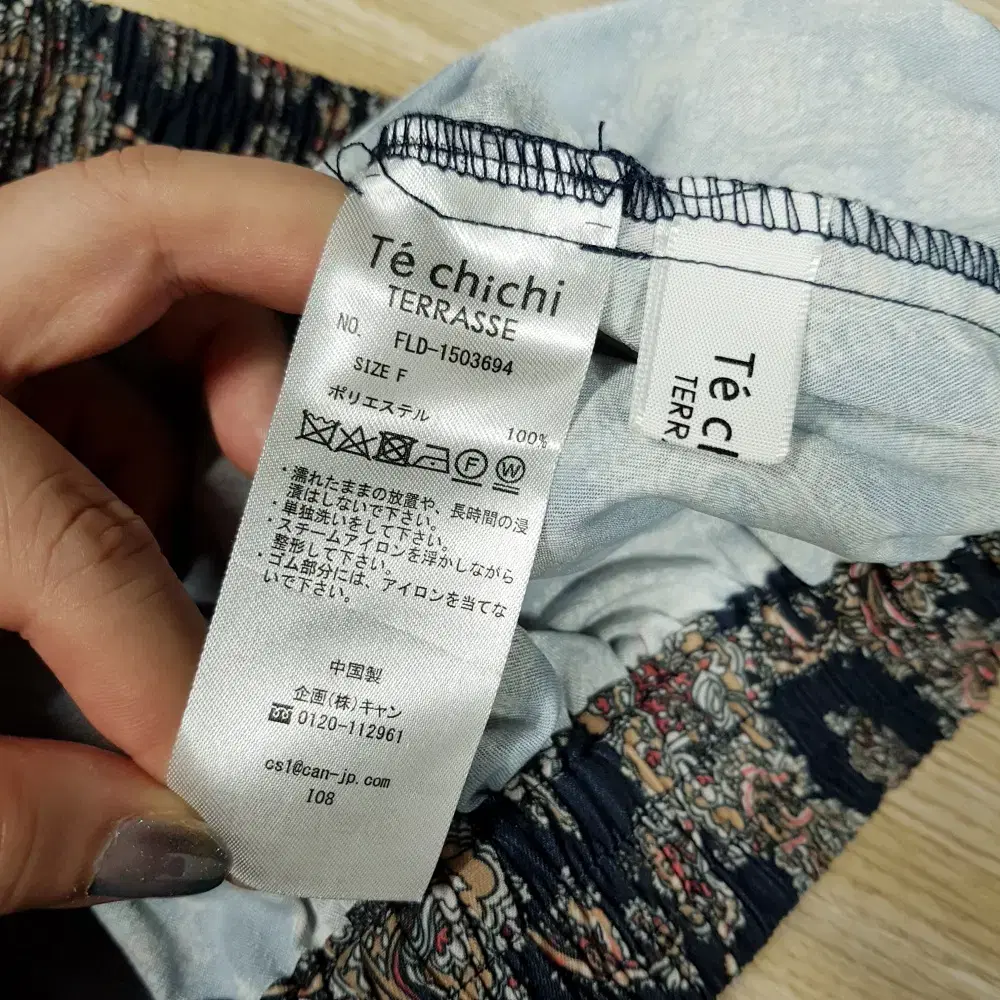 Té chichi
TERRASSE
NO. FLD-1503694
SIZE F
ポリエステル 100%
F W
・濡れたままの放置や、長時間の浸
漬はしないで下さい。
・単独洗いをして下さい。
・スチームアイロンを浮かしながら
整形して下さい。
・ゴム部分には、アイロンを当てな
いで下さい。
中国製
企画(株)キャン
0120-112961
cs1@can-jp.com
I08
Té c
TERR